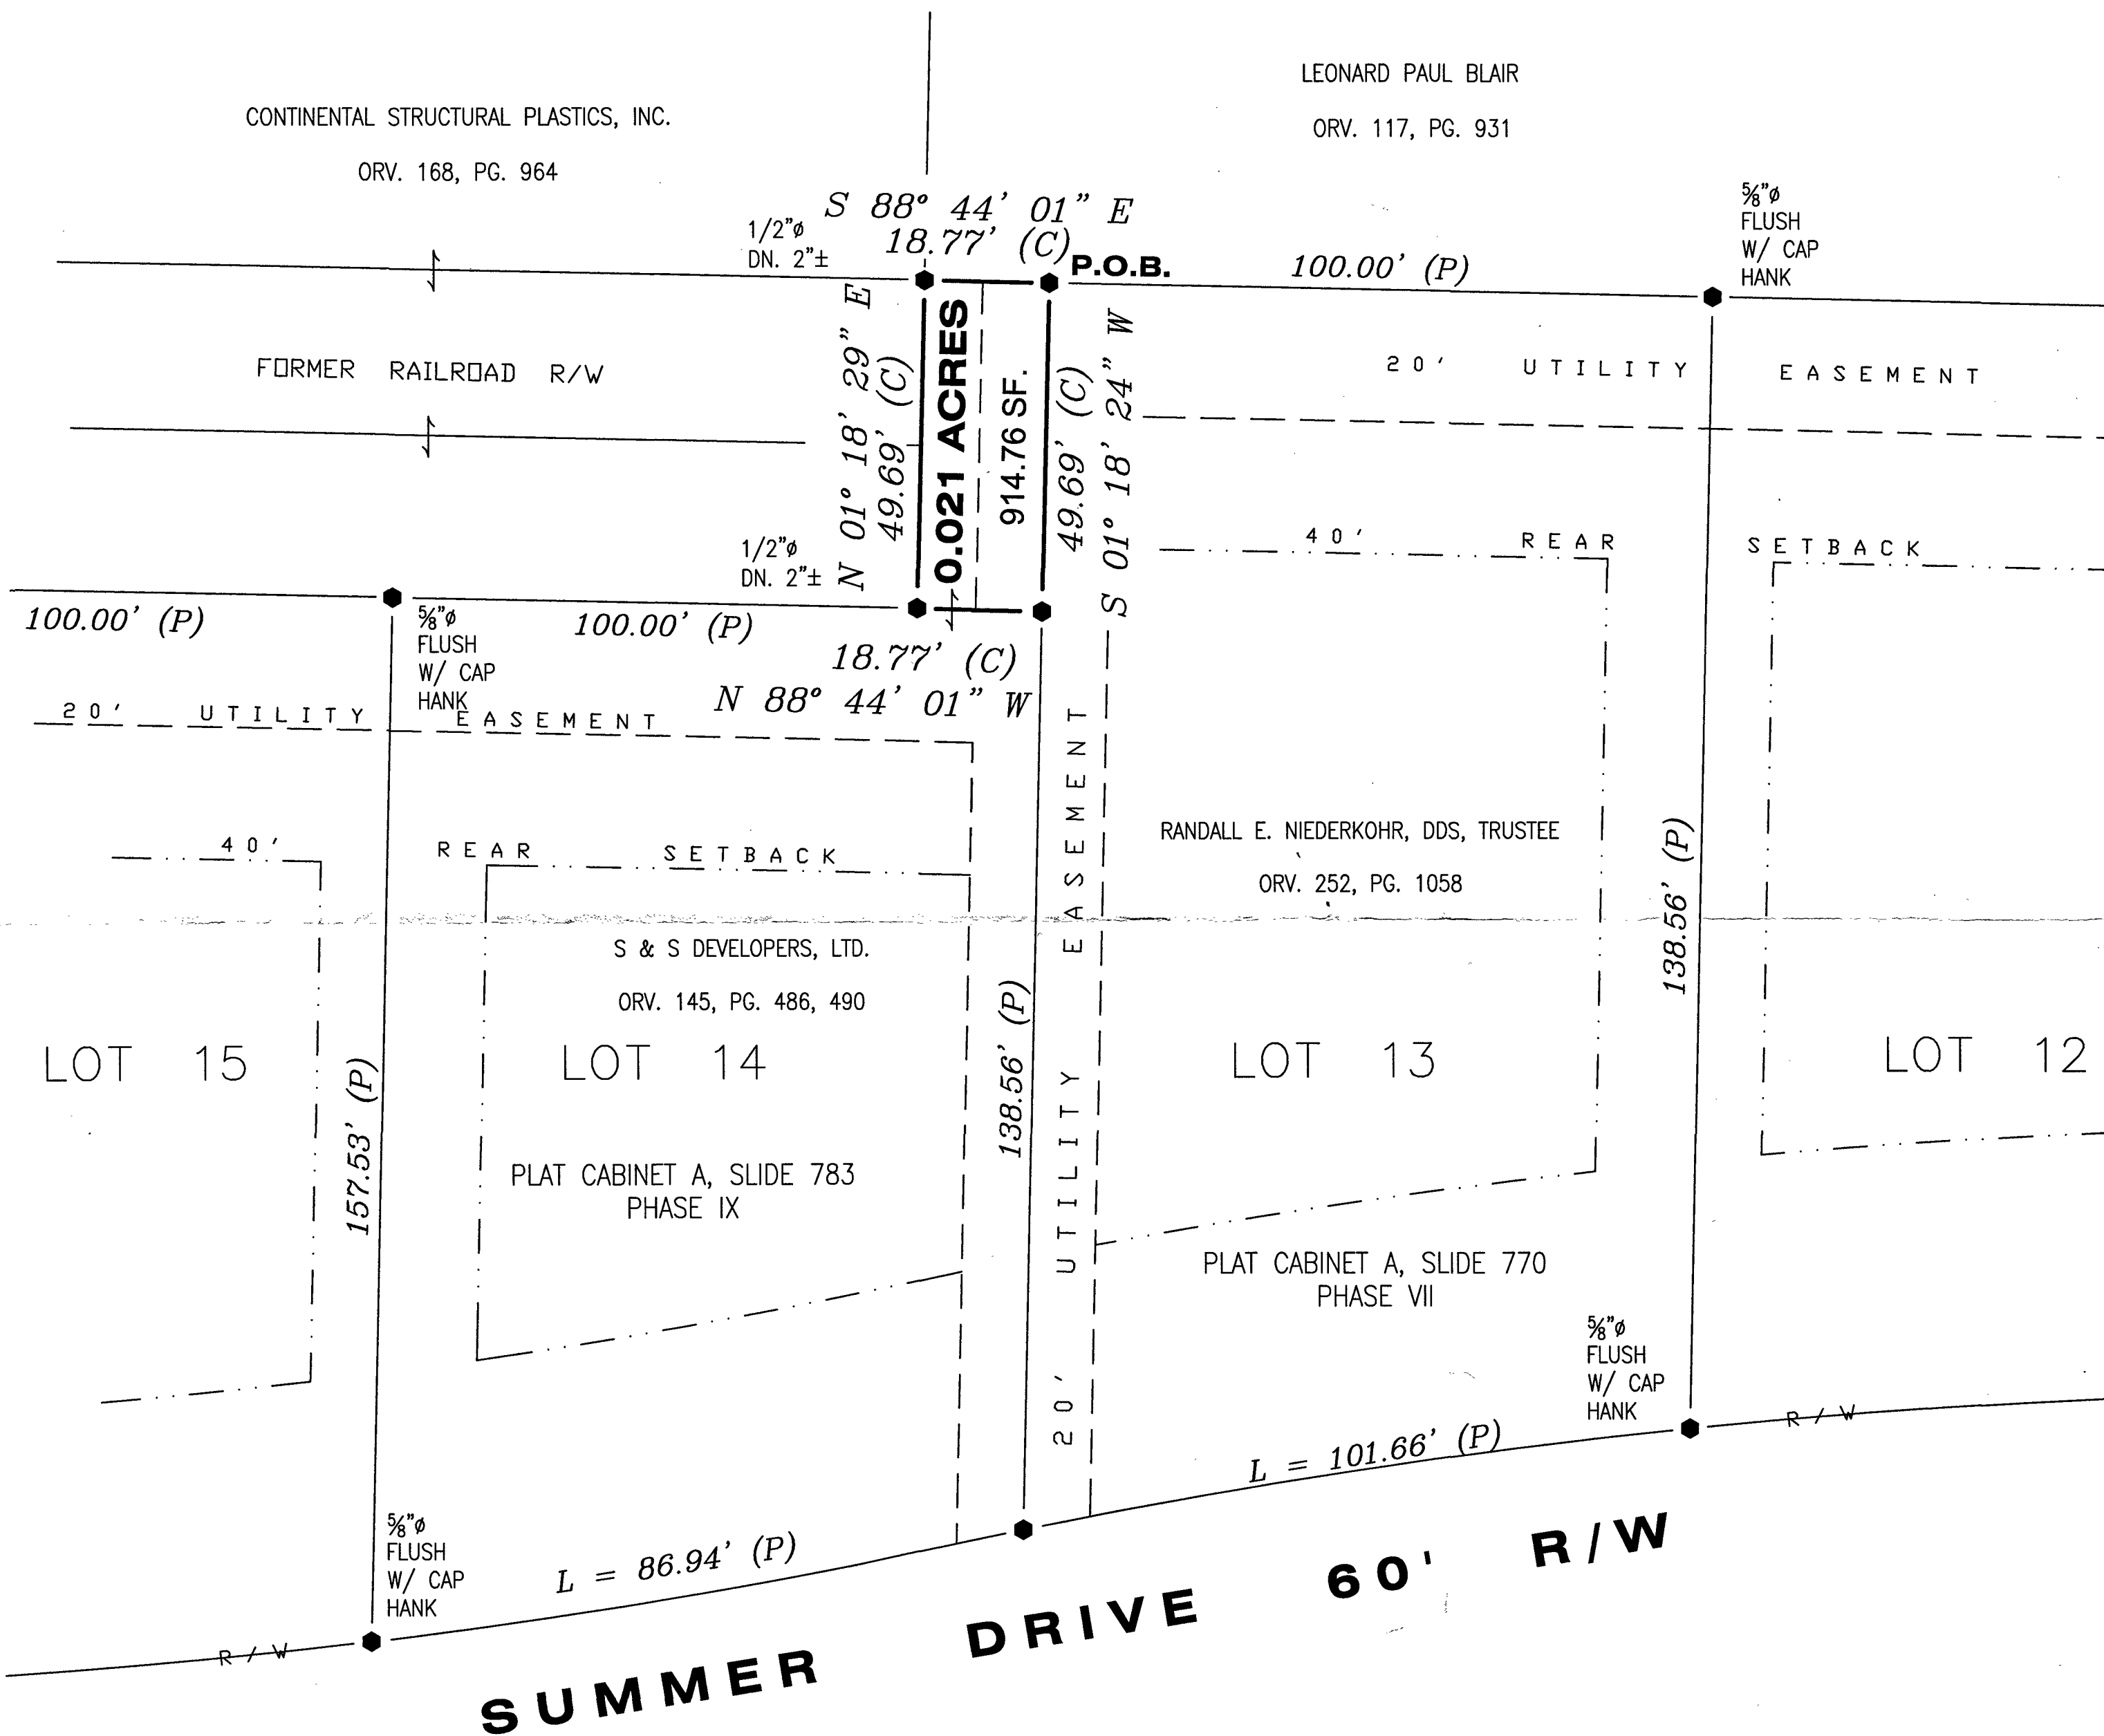 LEONARD PAUL BLAIR
ORV. 117, PG. 931
CONTINENTAL STRUCTURAL PLASTICS, INC.
ORV. 168, PG. 964
S 88° 44' 01" E
18.77' (C)
1/2"ø
DN. 2"±
P.O.B.
100.00' (P)
5/8"ø
FLUSH
W/ CAP
HANK
FORMER RAILROAD R/W
N 01° 18' 29" E
49.69' (C)
0.021 ACRES
914.76 SF.
49.69' (C)
S 01° 18' 24" W
20' UTILITY EASEMENT
40' REAR SETBACK
1/2"ø
DN. 2"±
100.00' (P)
5/8"ø
FLUSH
W/ CAP
HANK
100.00' (P)
18.77' (C)
N 88° 44' 01" W
20' UTILITY EASEMENT
40' REAR SETBACK
RANDALL E. NIEDERKOHR, DDS, TRUSTEE
ORV. 252, PG. 1058
S & S DEVELOPERS, LTD.
ORV. 145, PG. 486, 490
LOT 15
157.53' (P)
LOT 14
138.56' (P)
20' UTILITY EASEMENT
LOT 13
138.56' (P)
LOT 12
PLAT CABINET A, SLIDE 783
PHASE IX
PLAT CABINET A, SLIDE 770
PHASE VII
5/8"ø
FLUSH
W/ CAP
HANK
R/W
L = 101.66' (P)
5/8"ø
FLUSH
W/ CAP
HANK
L = 86.94' (P)
R/W
SUMMER DRIVE 60' R/W